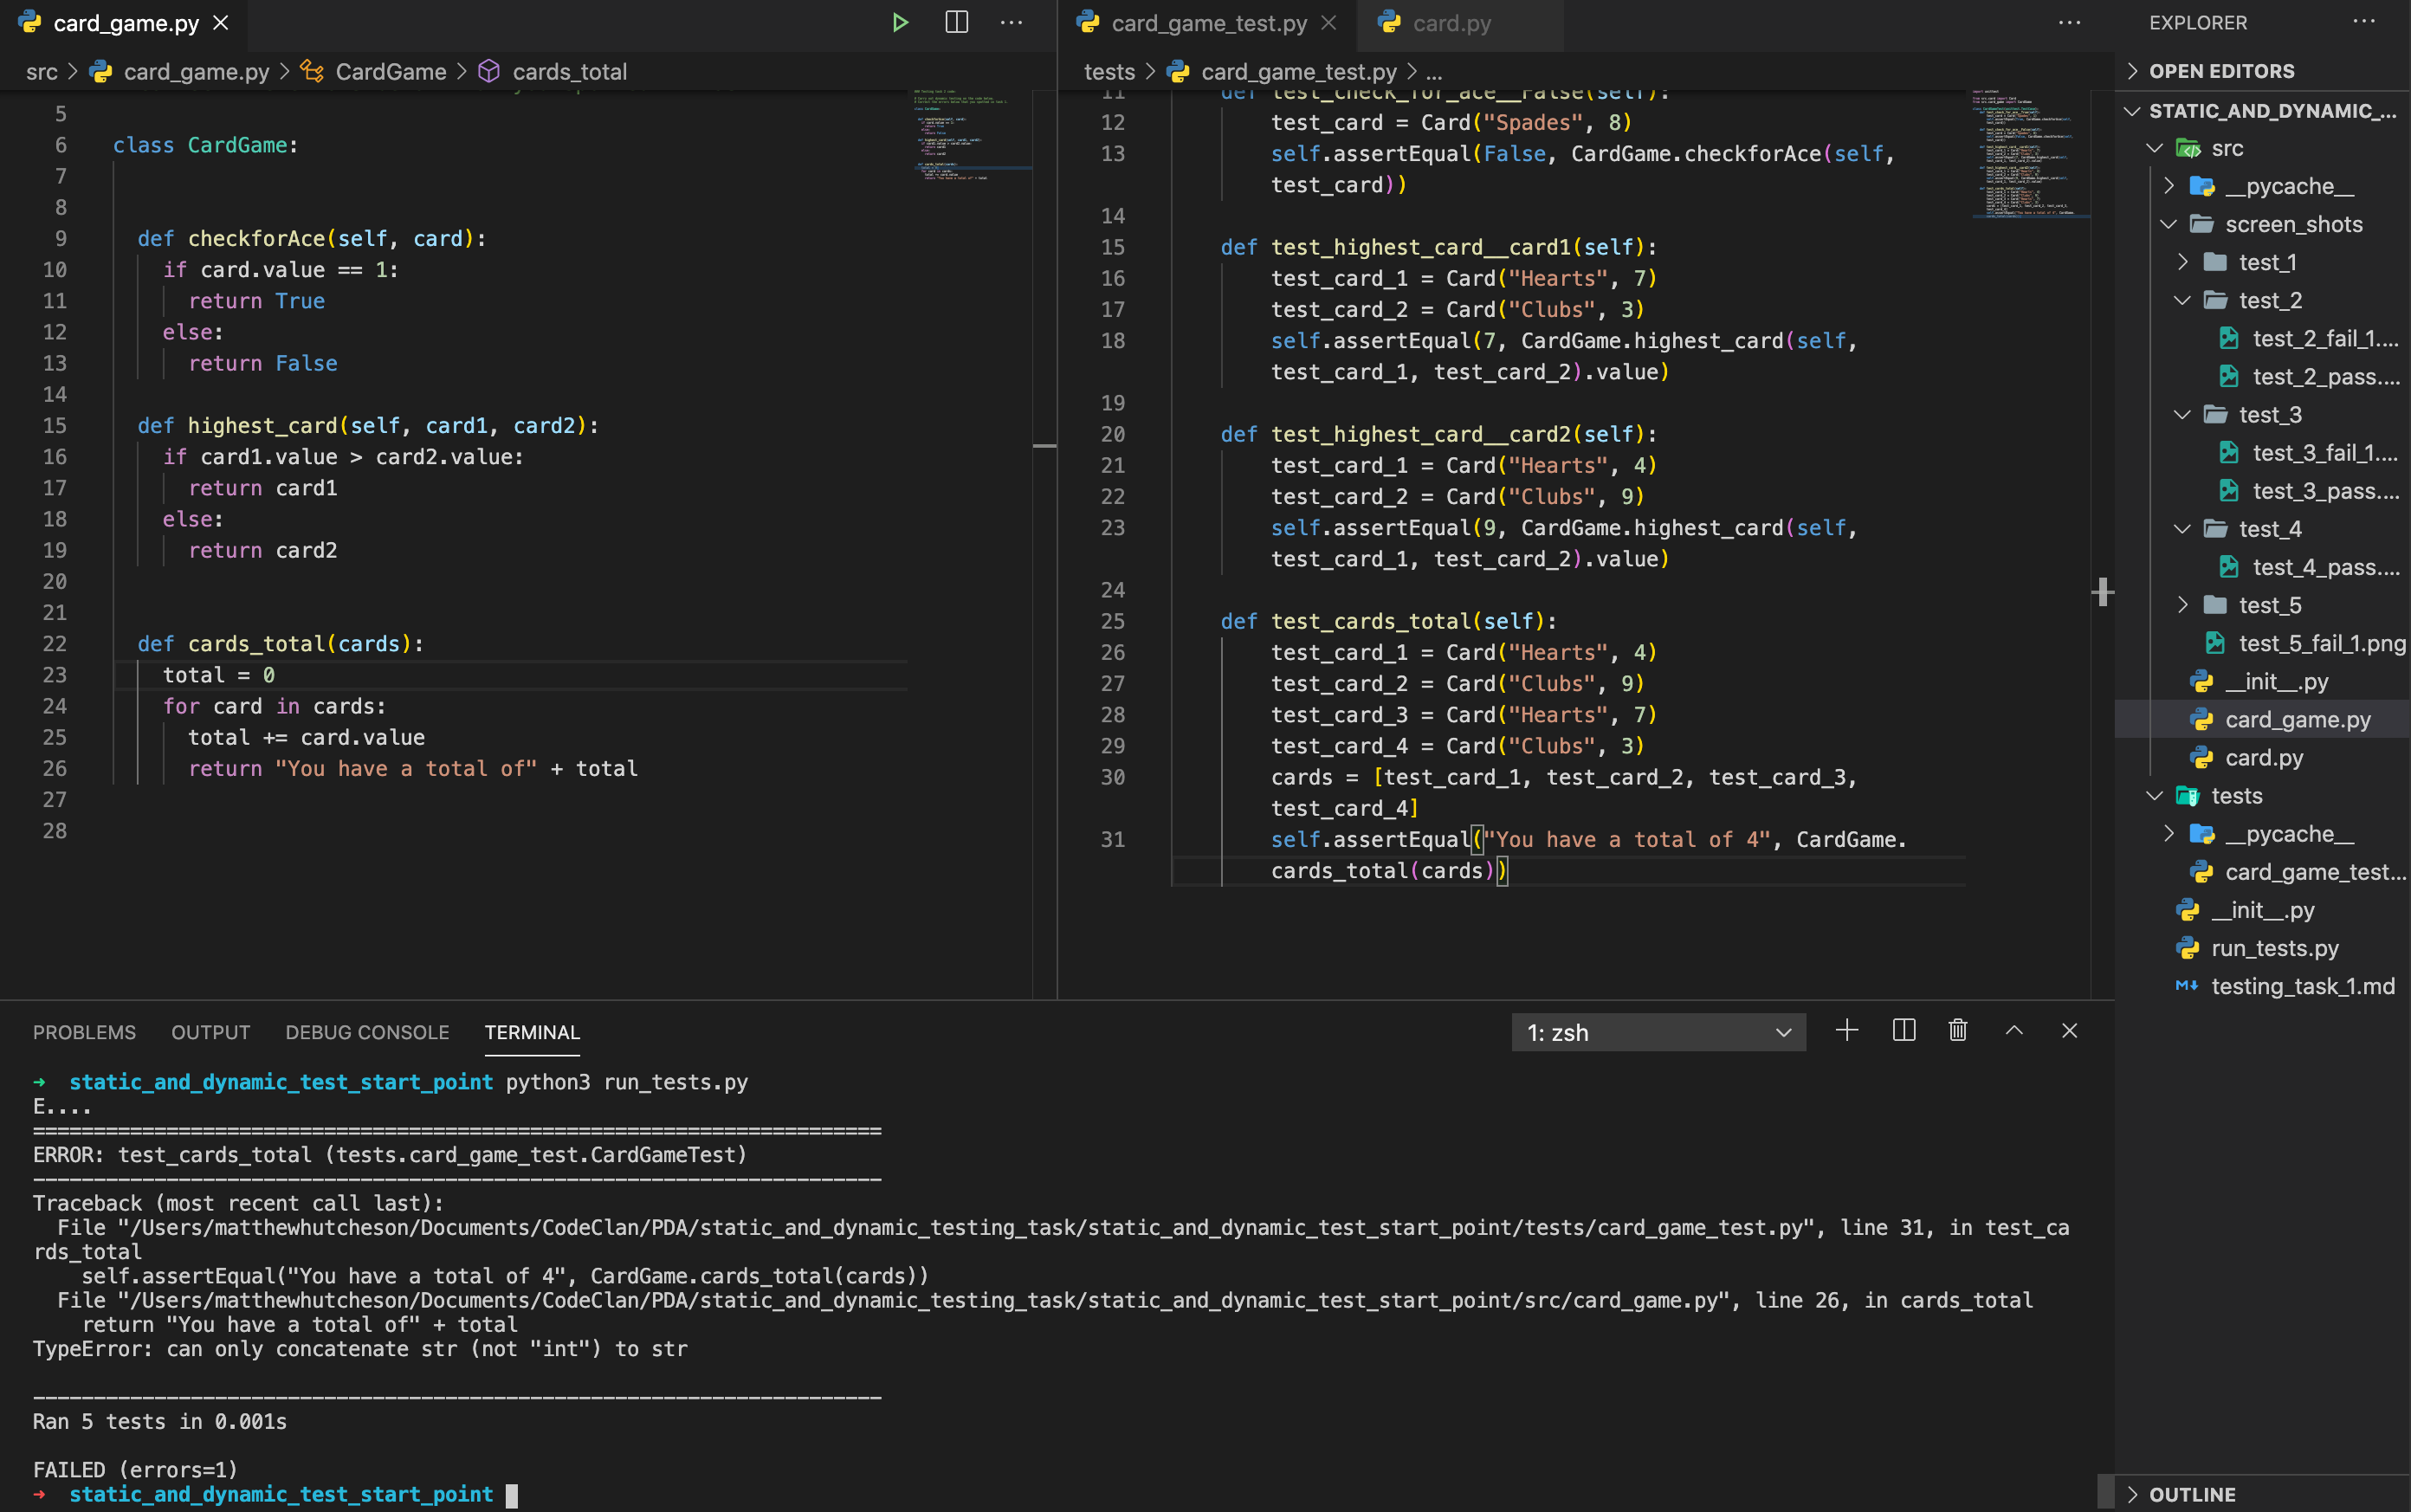 card_game.py
src > card_game.py > CardGame > cards_total
5
6 class CardGame:
7
8
9 def checkforAce(self, card):
10 if card.value == 1:
11 return True
12 else:
13 return False
14
15 def highest_card(self, card1, card2):
16 if card1.value > card2.value:
17 return card1
18 else:
19 return card2
20
21
22 def cards_total(cards):
23 total = 0
24 for card in cards:
25 total += card.value
26 return "You have a total of" + total
27
28
card_game_test.py card.py
tests > card_game_test.py > ...
11 def test_check_for_ace__False(self):
12 test_card = Card("Spades", 8)
13 self.assertEqual(False, CardGame.checkforAce(self,
test_card))
14
15 def test_highest_card__card1(self):
16 test_card_1 = Card("Hearts", 7)
17 test_card_2 = Card("Clubs", 3)
18 self.assertEqual(7, CardGame.highest_card(self,
test_card_1, test_card_2).value)
19
20 def test_highest_card__card2(self):
21 test_card_1 = Card("Hearts", 4)
22 test_card_2 = Card("Clubs", 9)
23 self.assertEqual(9, CardGame.highest_card(self,
test_card_1, test_card_2).value)
24
25 def test_cards_total(self):
26 test_card_1 = Card("Hearts", 4)
27 test_card_2 = Card("Clubs", 9)
28 test_card_3 = Card("Hearts", 7)
29 test_card_4 = Card("Clubs", 3)
30 cards = [test_card_1, test_card_2, test_card_3,
test_card_4]
31 self.assertEqual("You have a total of 4", CardGame.
cards_total(cards))
EXPLORER
OPEN EDITORS
STATIC_AND_DYNAMIC_...
src
__pycache__
screen_shots
test_1
test_2
test_2_fail_1....
test_2_pass....
test_3
test_3_fail_1....
test_3_pass....
test_4
test_4_pass....
test_5
test_5_fail_1.png
__init__.py
card_game.py
card.py
tests
__pycache__
card_game_test...
__init__.py
run_tests.py
testing_task_1.md
OUTLINE
PROBLEMS OUTPUT DEBUG CONSOLE TERMINAL 1: zsh
→ static_and_dynamic_test_start_point python3 run_tests.py
E....
======================================================================
ERROR: test_cards_total (tests.card_game_test.CardGameTest)
----------------------------------------------------------------------
Traceback (most recent call last):
File "/Users/matthewhutcheson/Documents/CodeClan/PDA/static_and_dynamic_testing_task/static_and_dynamic_test_start_point/tests/card_game_test.py", line 31, in test_ca
rds_total
self.assertEqual("You have a total of 4", CardGame.cards_total(cards))
File "/Users/matthewhutcheson/Documents/CodeClan/PDA/static_and_dynamic_testing_task/static_and_dynamic_test_start_point/src/card_game.py", line 26, in cards_total
return "You have a total of" + total
TypeError: can only concatenate str (not "int") to str
----------------------------------------------------------------------
Ran 5 tests in 0.001s
FAILED (errors=1)
→ static_and_dynamic_test_start_point